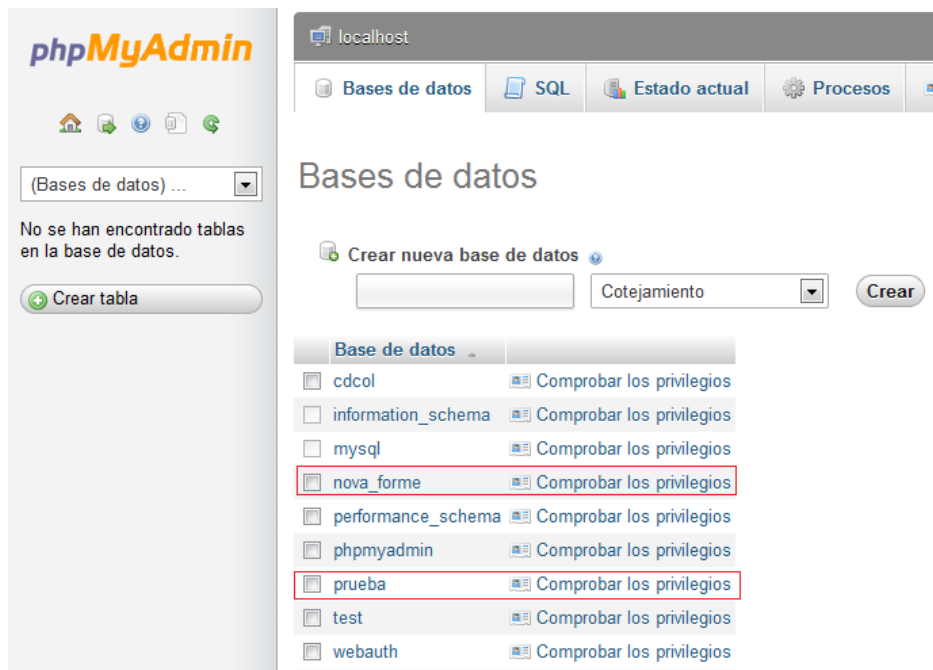 phpMyAdmin
(Bases de datos) ...
No se han encontrado tablas
en la base de datos.
Crear tabla
localhost
Bases de datos
SQL
Estado actual
Procesos
Bases de datos
Crear nueva base de datos
Cotejamiento
Crear
Base de datos
cdcol Comprobar los privilegios
information_schema Comprobar los privilegios
mysql Comprobar los privilegios
nova_forme Comprobar los privilegios
performance_schema Comprobar los privilegios
phpmyadmin Comprobar los privilegios
prueba Comprobar los privilegios
test Comprobar los privilegios
webauth Comprobar los privilegios